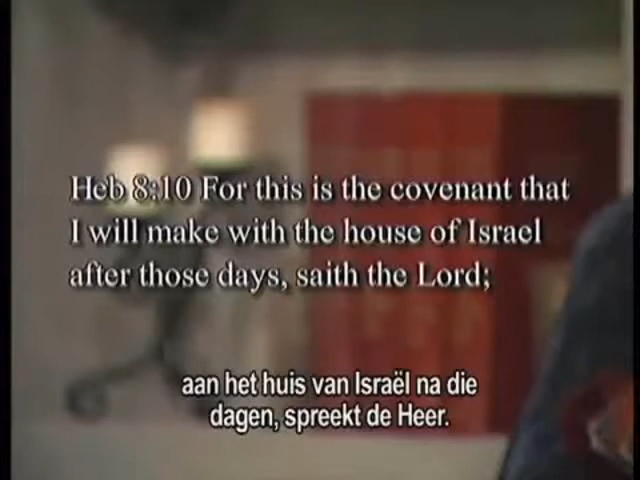 Heb 8:10 For this is the covenant that
I will make with the house of Israel
after those days, saith the Lord;
aan het huis van Israël na die
dagen, spreekt de Heer.